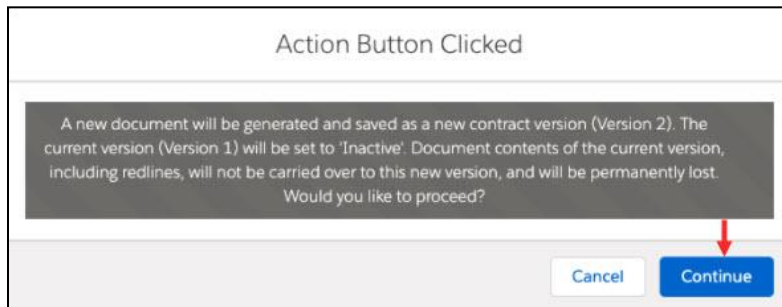 Action Button Clicked
A new document will be generated and saved as a new contract version (Version 2). The
current version (Version 1) will be set to 'Inactive'. Document contents of the current version,
including redlines, will not be carried over to this new version, and will be permanently lost.
Would you like to proceed?
Cancel
Continue